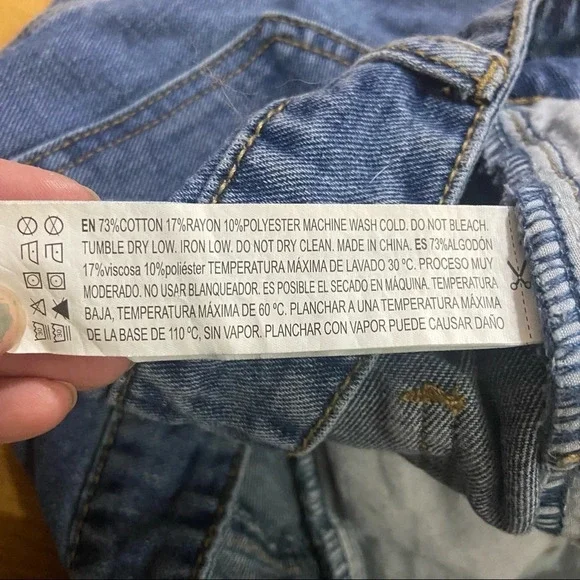 EN 73%COTTON 17%RAYON 10%POLYESTER MACHINE WASH COLD. DO NOT BLEACH.
TUMBLE DRY LOW. IRON LOW. DO NOT DRY CLEAN. MADE IN CHINA. ES 73%ALGODÓN
17%viscosa 10%poliéster TEMPERATURA MÁXIMA DE LAVADO 30 ºC. PROCESO MUY
MODERADO. NO USAR BLANQUEADOR. ES POSIBLE EL SECADO EN MÁQUINA. TEMPERATURA
BAJA, TEMPERATURA MÁXIMA DE 60 ºC. PLANCHAR A UNA TEMPERATURA MÁXIMA
DE LA BASE DE 110 ºC, SIN VAPOR. PLANCHAR CON VAPOR PUEDE CAUSAR DAÑO